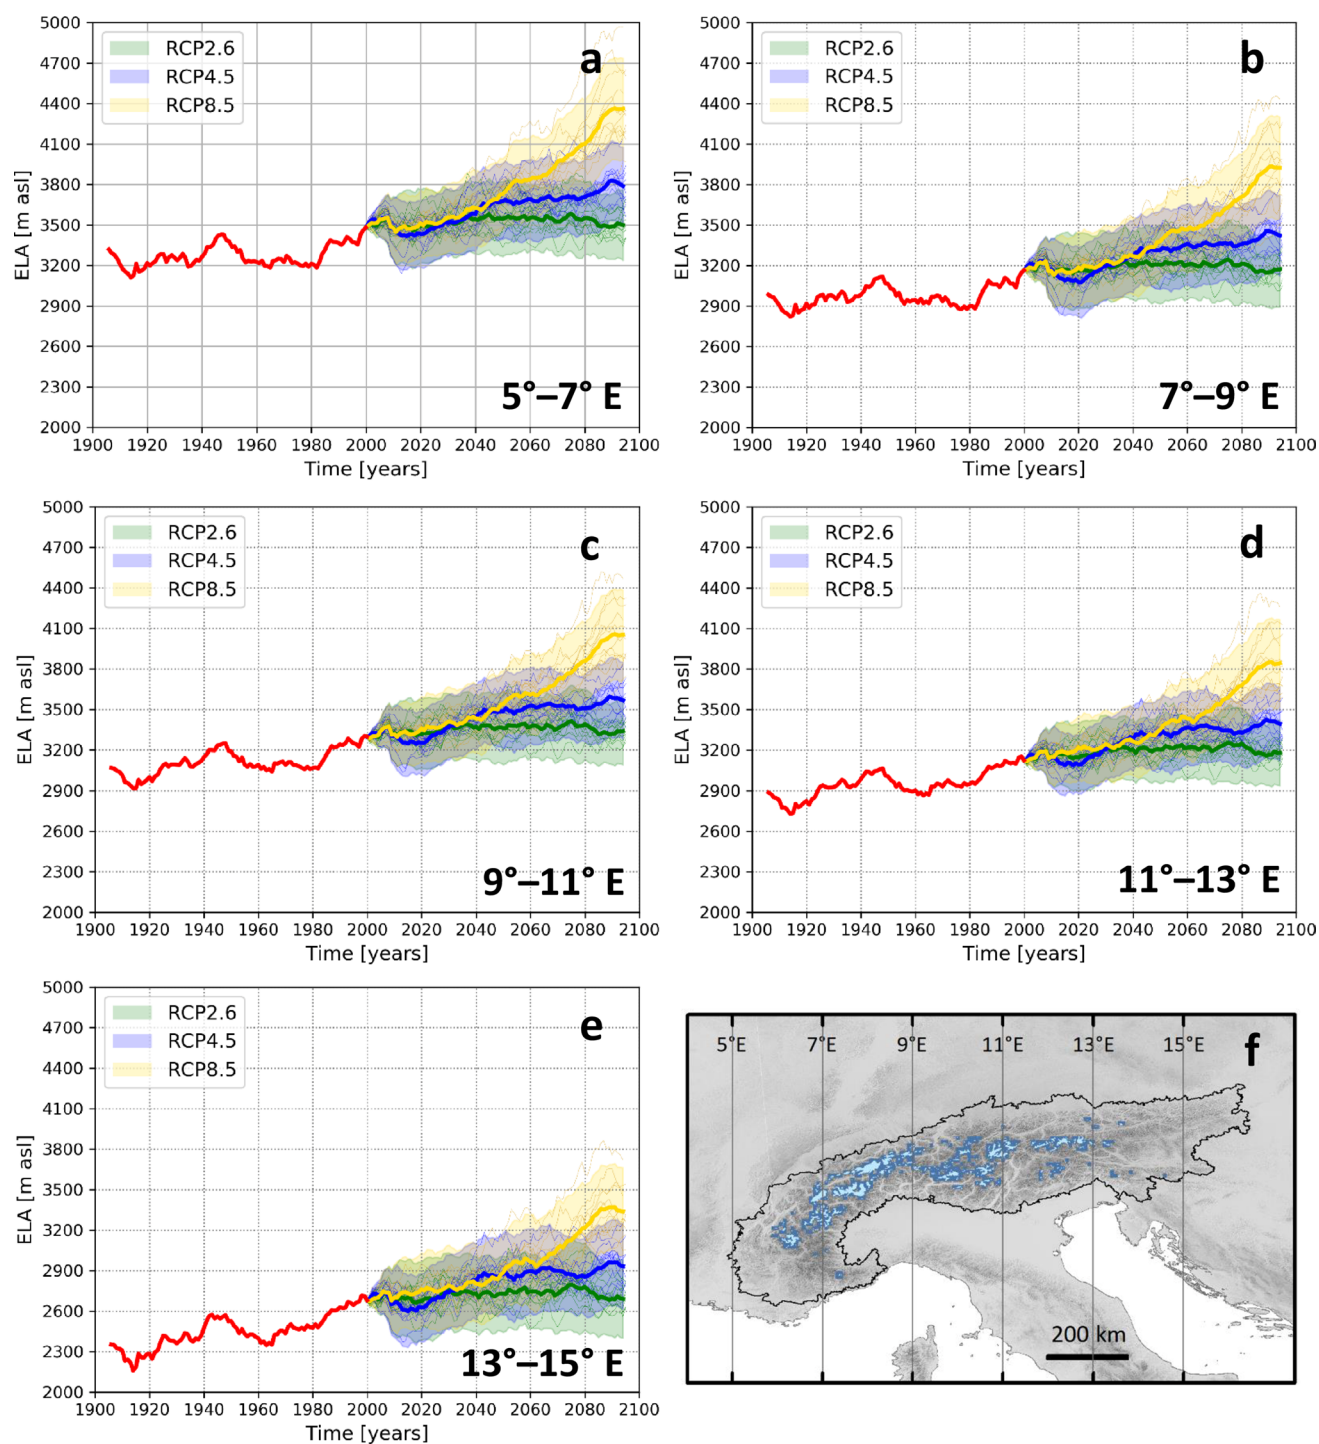 5000
4700
4400
4100
3800
3500
3200
2900
2600
2300
2000
ELA [m asl]
RCP2.6
RCP4.5
RCP8.5
a
5°–7° E
1900 1920 1940 1960 1980 2000 2020 2040 2060 2080 2100
Time [years]
5000
4700
4400
4100
3800
3500
3200
2900
2600
2300
2000
ELA [m asl]
RCP2.6
RCP4.5
RCP8.5
b
7°–9° E
1900 1920 1940 1960 1980 2000 2020 2040 2060 2080 2100
Time [years]
5000
4700
4400
4100
3800
3500
3200
2900
2600
2300
2000
ELA [m asl]
RCP2.6
RCP4.5
RCP8.5
c
9°–11° E
1900 1920 1940 1960 1980 2000 2020 2040 2060 2080 2100
Time [years]
5000
4700
4400
4100
3800
3500
3200
2900
2600
2300
2000
ELA [m asl]
RCP2.6
RCP4.5
RCP8.5
d
11°–13° E
1900 1920 1940 1960 1980 2000 2020 2040 2060 2080 2100
Time [years]
5000
4700
4400
4100
3800
3500
3200
2900
2600
2300
2000
ELA [m asl]
RCP2.6
RCP4.5
RCP8.5
e
13°–15° E
1900 1920 1940 1960 1980 2000 2020 2040 2060 2080 2100
Time [years]
5°E 7°E 9°E 11°E 13°E 15°E
f
200 km